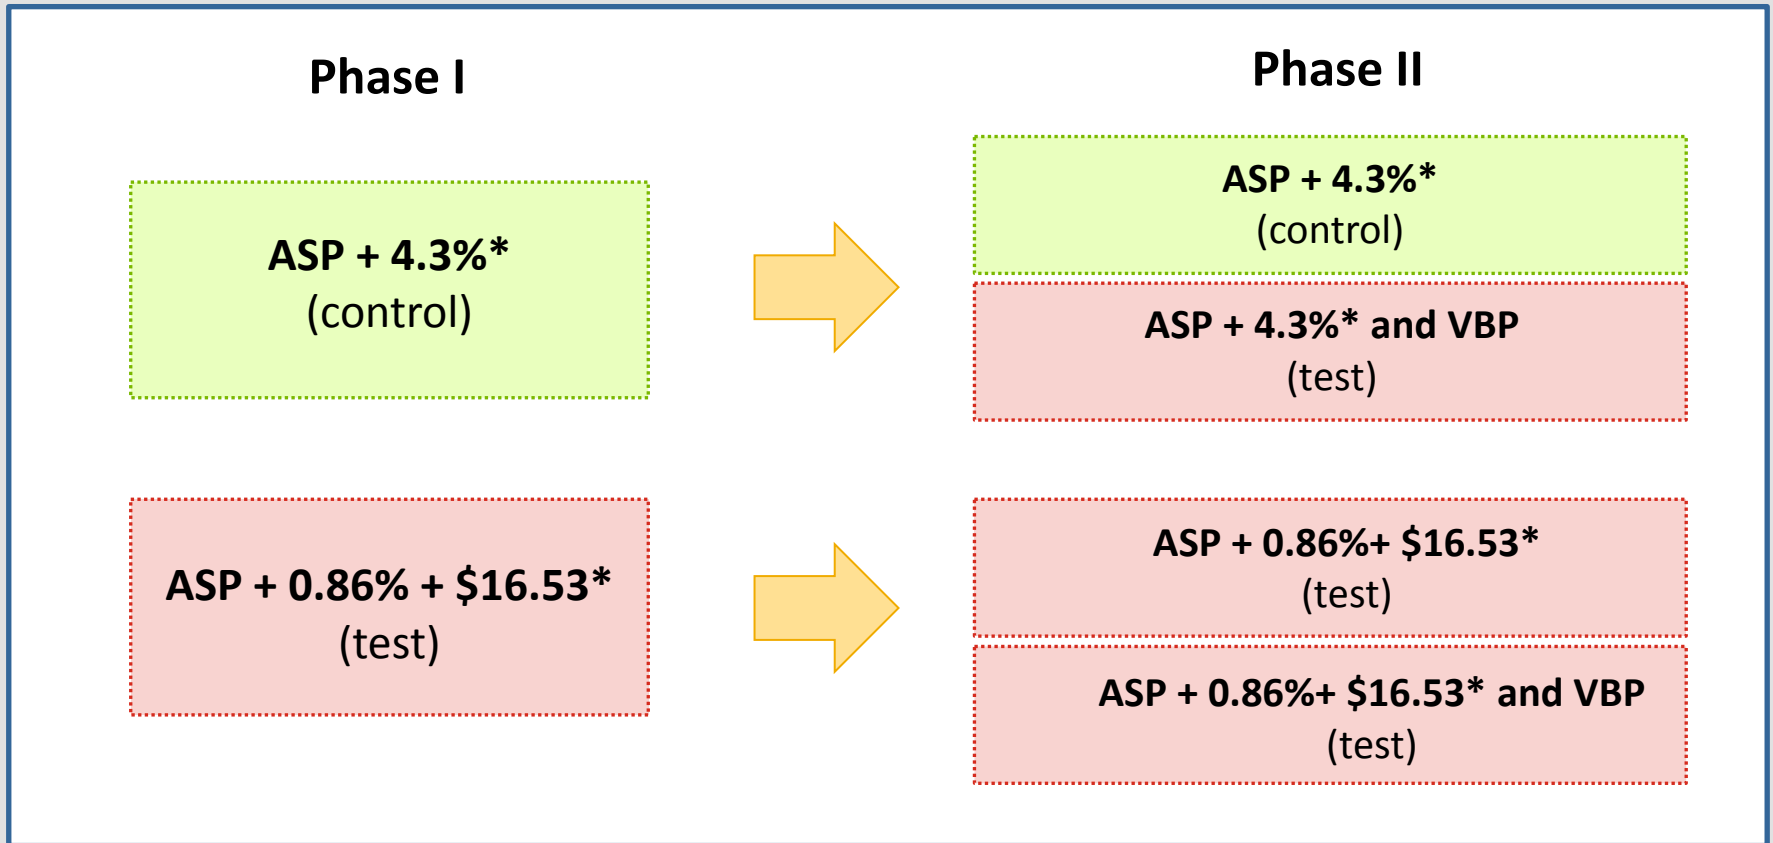 Phase I
Phase II
ASP + 4.3%*
(control)
ASP + 0.86% + $16.53*
(test)
ASP + 4.3%*
(control)
ASP + 4.3%* and VBP
(test)
ASP + 0.86%+ $16.53*
(test)
ASP + 0.86%+ $16.53* and VBP
(test)